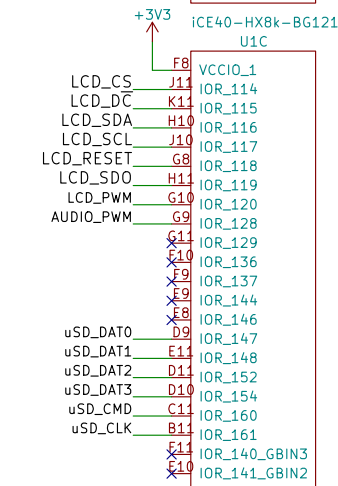 +3V3
iCE40-HX8k-BG121
U1C
F8 VCCIO_1
LCD_CS J11 IOR_114
LCD_DC K11 IOR_115
LCD_SDA H10 IOR_116
LCD_SCL J10 IOR_117
LCD_RESET G8 IOR_118
LCD_SDO H11 IOR_119
LCD_PWM G10 IOR_120
AUDIO_PWM G9 IOR_128
G11 IOR_129
F10 IOR_136
F9 IOR_137
E9 IOR_144
E8 IOR_146
uSD_DAT0 D9 IOR_147
uSD_DAT1 E11 IOR_148
uSD_DAT2 D11 IOR_152
uSD_DAT3 D10 IOR_154
uSD_CMD C11 IOR_160
uSD_CLK B11 IOR_161
F11 IOR_140_GBIN3
E10 IOR_141_GBIN2